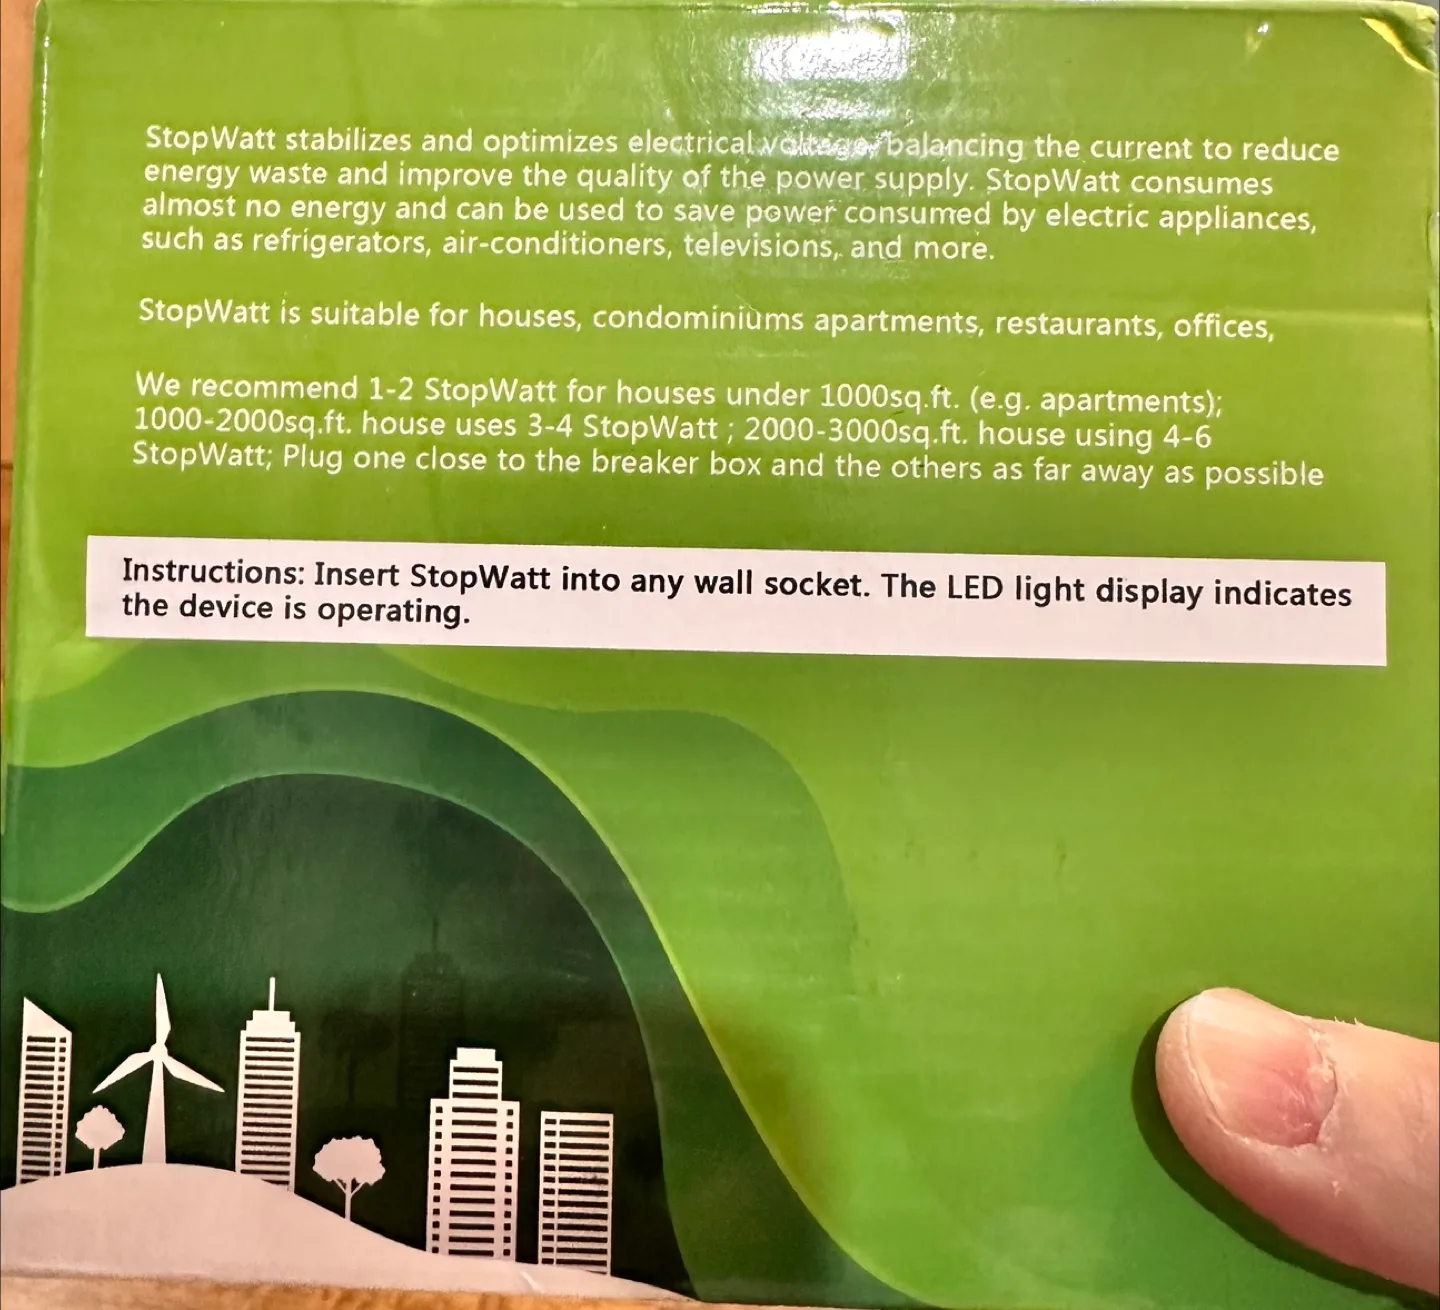 StopWatt stabilizes and optimizes electrical voltage, balancing the current to reduce
energy waste and improve the quality of the power supply. StopWatt consumes
almost no energy and can be used to save power consumed by electric appliances,
such as refrigerators, air-conditioners, televisions, and more.
StopWatt is suitable for houses, condominiums apartments, restaurants, offices,
We recommend 1-2 StopWatt for houses under 1000sq.ft. (e.g. apartments);
1000-2000sq.ft. house uses 3-4 StopWatt ; 2000-3000sq.ft. house using 4-6
StopWatt; Plug one close to the breaker box and the others as far away as possible
Instructions: Insert StopWatt into any wall socket. The LED light display indicates
the device is operating.